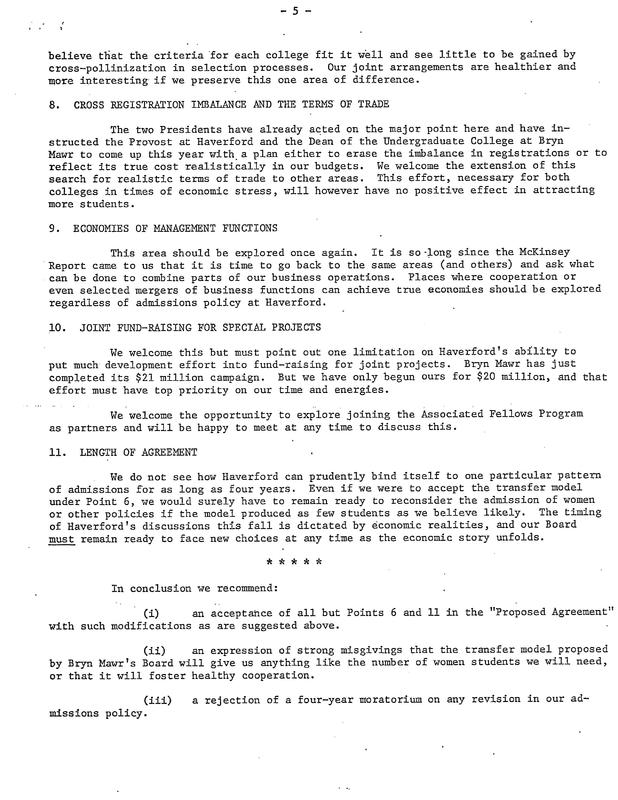 - 5 -
believe that the criteria for each college fit it well and see little to be gained by
cross-pollinization in selection processes. Our joint arrangements are healthier and
more interesting if we preserve this one area of difference.
8. CROSS REGISTRATION IMBALANCE AND THE TERMS OF TRADE
The two Presidents have already acted on the major point here and have in-
structed the Provost at Haverford and the Dean of the Undergraduate College at Bryn
Mawr to come up this year with a plan either to erase the imbalance in registrations or to
reflect its true cost realistically in our budgets. We welcome the extension of this
search for realistic terms of trade to other areas. This effort, necessary for both
colleges in times of economic stress, will however have no positive effect in attracting
more students.
9. ECONOMIES OF MANAGEMENT FUNCTIONS
This area should be explored once again. It is so long since the McKinsey
Report came to us that it is time to go back to the same areas (and others) and ask what
can be done to combine parts of our business operations. Places where cooperation or
even selected mergers of business functions can achieve true economies should be explored
regardless of admissions policy at Haverford.
10. JOINT FUND-RAISING FOR SPECIAL PROJECTS
We welcome this but must point out one limitation on Haverford's ability to
put much development effort into fund-raising for joint projects. Bryn Mawr has just
completed its $21 million campaign. But we have only begun ours for $20 million, and that
effort must have top priority on our time and energies.
We welcome the opportunity to explore joining the Associated Fellows Program
as partners and will be happy to meet at any time to discuss this.
11. LENGTH OF AGREEMENT
We do not see how Haverford can prudently bind itself to one particular pattern
of admissions for as long as four years. Even if we were to accept the transfer model
under Point 6, we would surely have to remain ready to reconsider the admission of women
or other policies if the model produced as few students as we believe likely. The timing
of Haverford's discussions this fall is dictated by economic realities, and our Board
must remain ready to face new choices at any time as the economic story unfolds.
* * * * *
In conclusion we recommend:
(i) an acceptance of all but Points 6 and 11 in the "Proposed Agreement"
with such modifications as are suggested above.
(ii) an expression of strong misgivings that the transfer model proposed
by Bryn Mawr's Board will give us anything like the number of women students we will need,
or that it will foster healthy cooperation.
(iii) a rejection of a four-year moratorium on any revision in our ad-
missions policy.